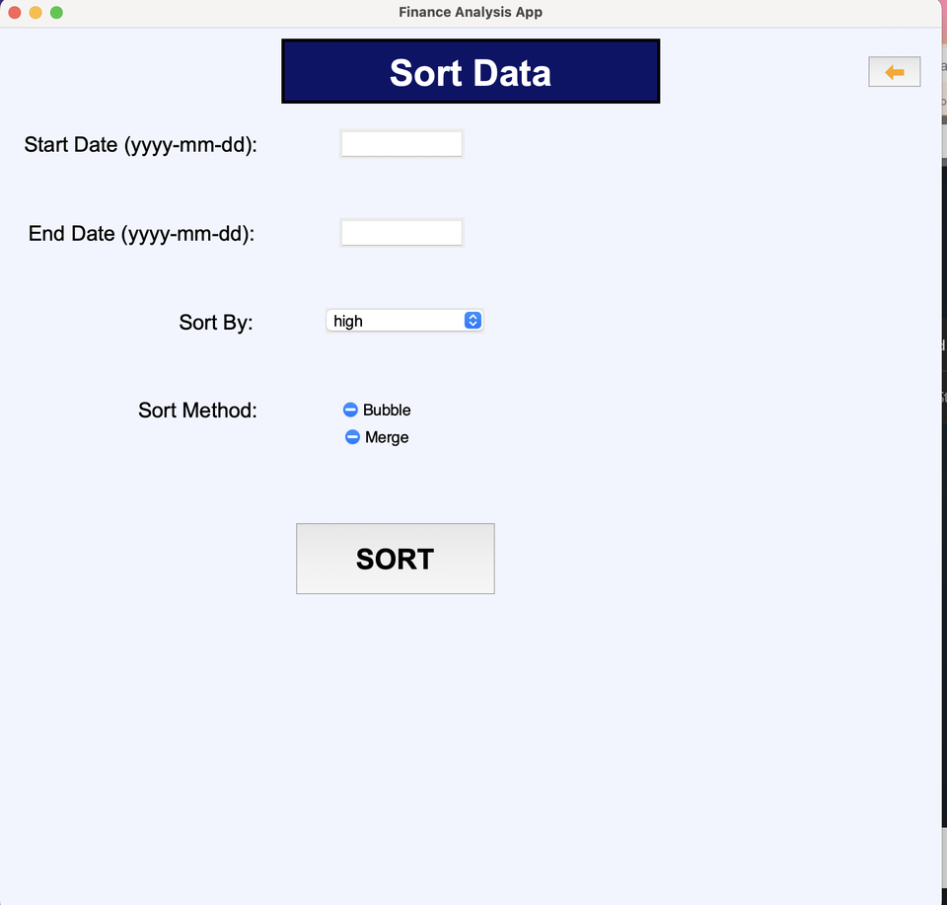 Finance Analysis App
Sort Data
Start Date (yyyy-mm-dd):
End Date (yyyy-mm-dd):
Sort By: high
Sort Method: Bubble
Merge
SORT